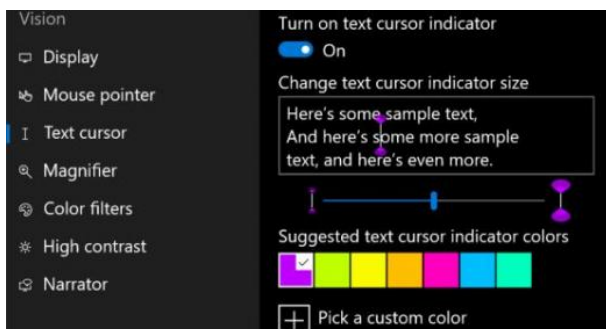 Vision
Display
Mouse pointer
Text cursor
Magnifier
Color filters
High contrast
Narrator
Turn on text cursor indicator
On
Change text cursor indicator size
Here's some sample text,
And here's some more sample
text, and here's even more.
Suggested text cursor indicator colors
Pick a custom color